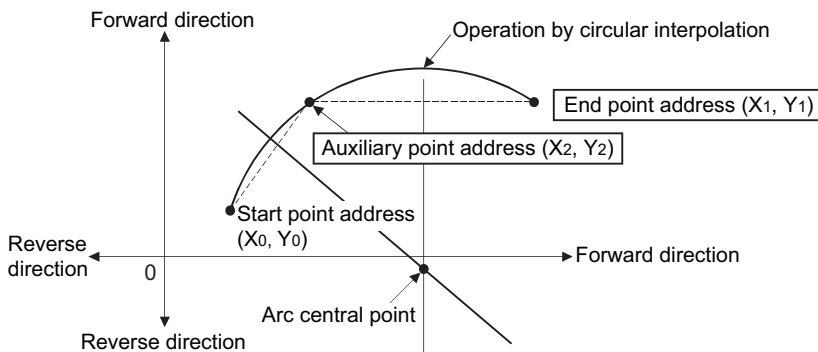 Forward direction
Operation by circular interpolation
End point address (X1, Y1)
Auxiliary point address (X2, Y2)
Start point address
(X0, Y0)
Reverse
direction
0
Forward direction
Arc central point
Reverse direction